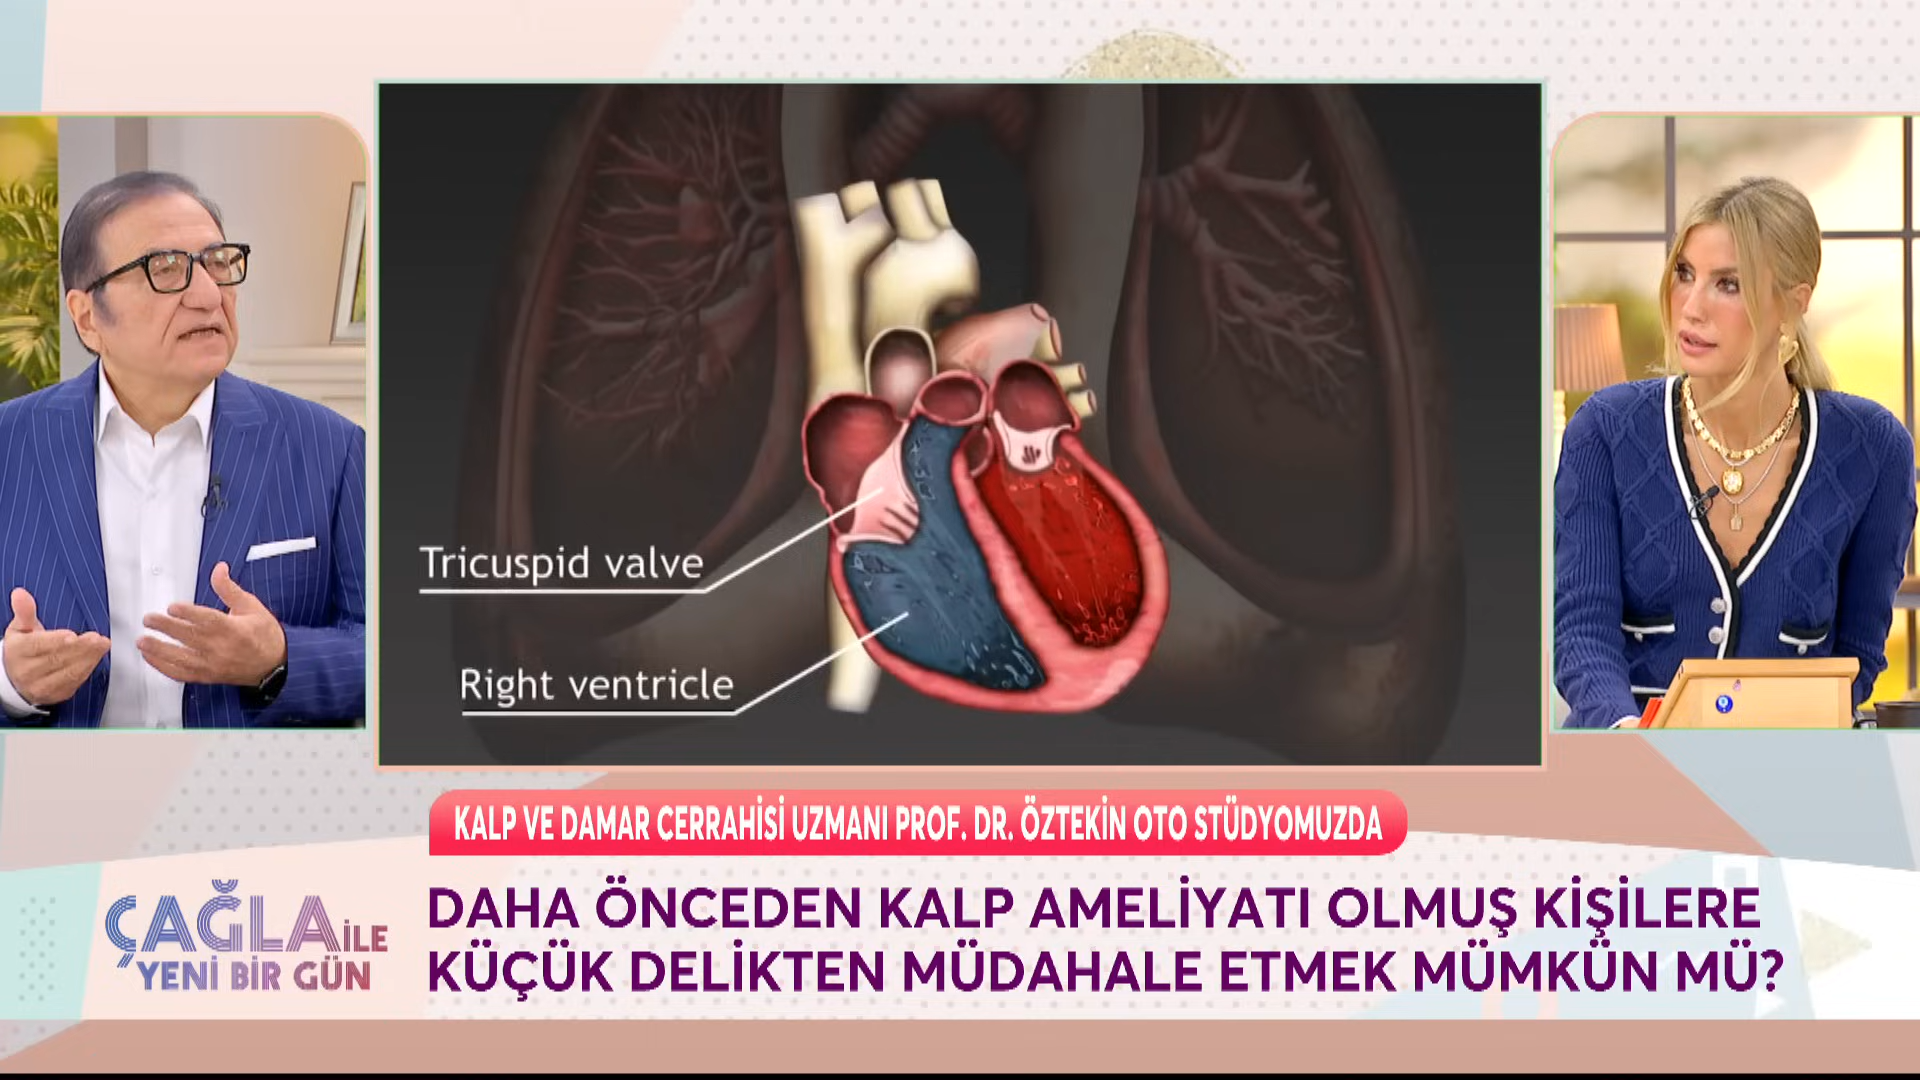 Tricuspid valve
Right ventricle
KALP VE DAMAR CERRAHİSİ UZMANI PROF. DR. ÖZTEKİN OTO STÜDYOMUZDA
ÇAĞLA İLE
YENİ BİR GÜN
DAHA ÖNCEDEN KALP AMELİYATI OLMUŞ KİŞİLERE
KÜÇÜK DELİKTEN MÜDAHALE ETMEK MÜMKÜN MÜ?